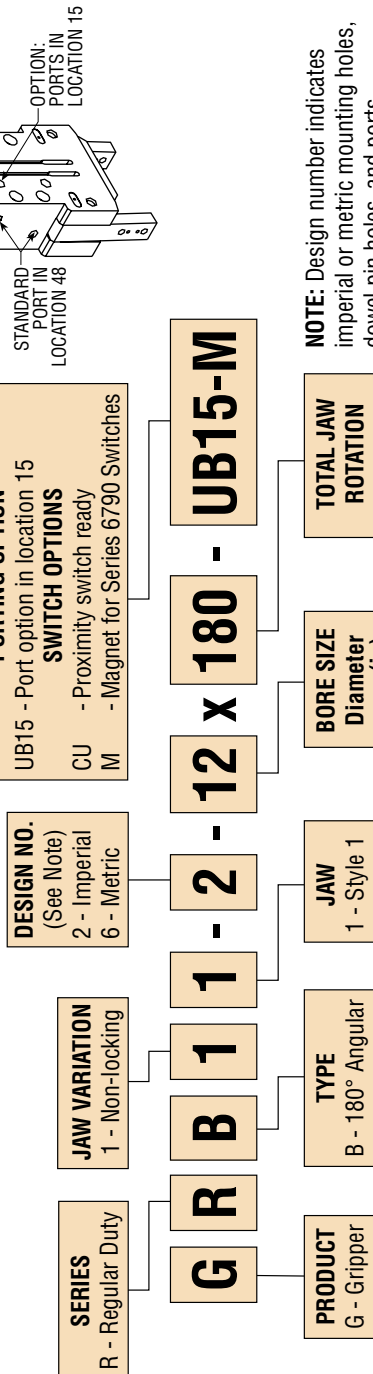 SERIES
R - Regular Duty
JAW VARIATION
1 - Non-locking
DESIGN NO.
(See Note)
2 - Imperial
6 - Metric
PORTING OPTION
UB15 - Port option in location 15
SWITCH OPTIONS
CU - Proximity switch ready
M - Magnet for Series 6790 Switches
STANDARD
PORT IN
LOCATION 48
OPTION:
PORTS IN
LOCATION 15
G R B 1 1 - 2 - 12 x 180 - UB15-M
PRODUCT
G - Gripper
TYPE
B - 180° Angular
JAW
1 - Style 1
BORE SIZE
Diameter
TOTAL JAW
ROTATION
NOTE: Design number indicates
imperial or metric mounting holes,
dowel pin holes, and ports